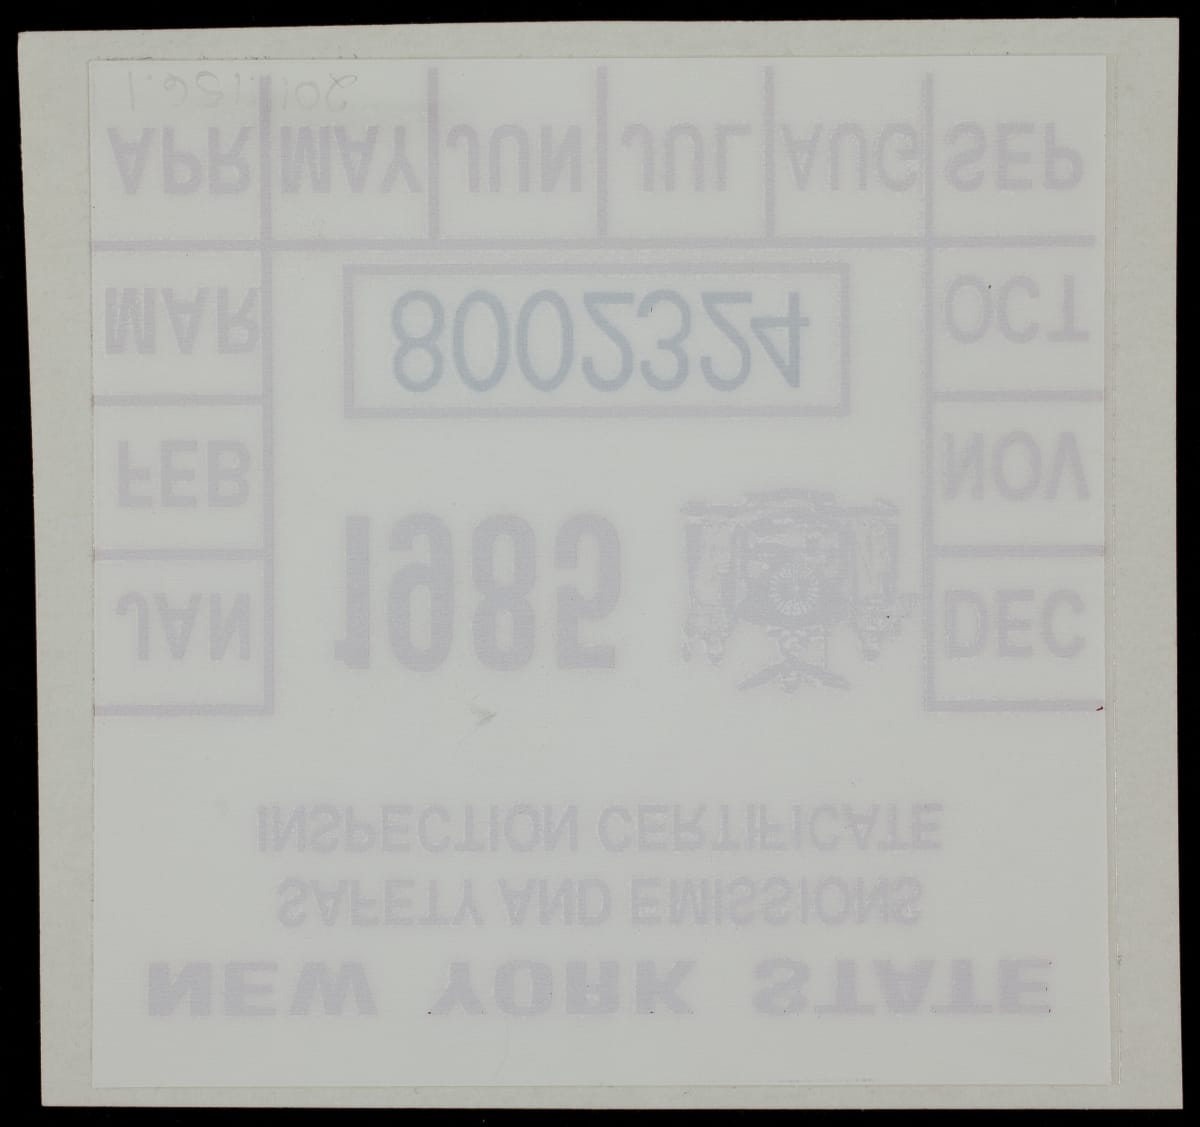 NEW YORK STATE
SAFETY AND EMISSIONS
INSPECTION CERTIFICATE
JAN 1985 DEC
FEB NOV
MAR 8002324 OCT
APR MAY JUN JUL AUG SEP